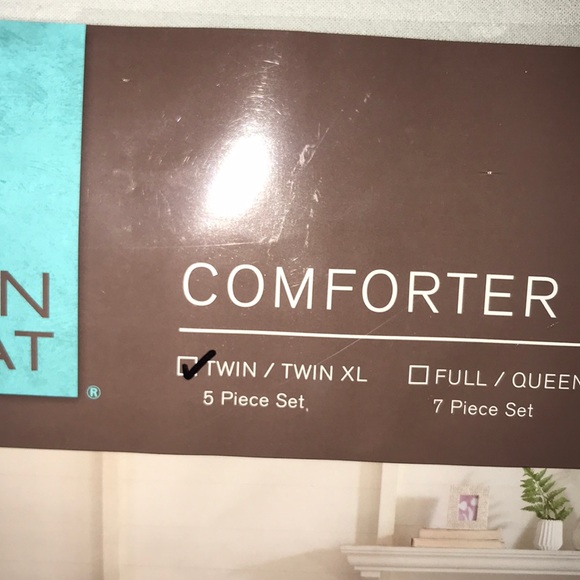 N
AT
®
COMFORTER
TWIN / TWIN XL
5 Piece Set
FULL / QUEEN
7 Piece Set